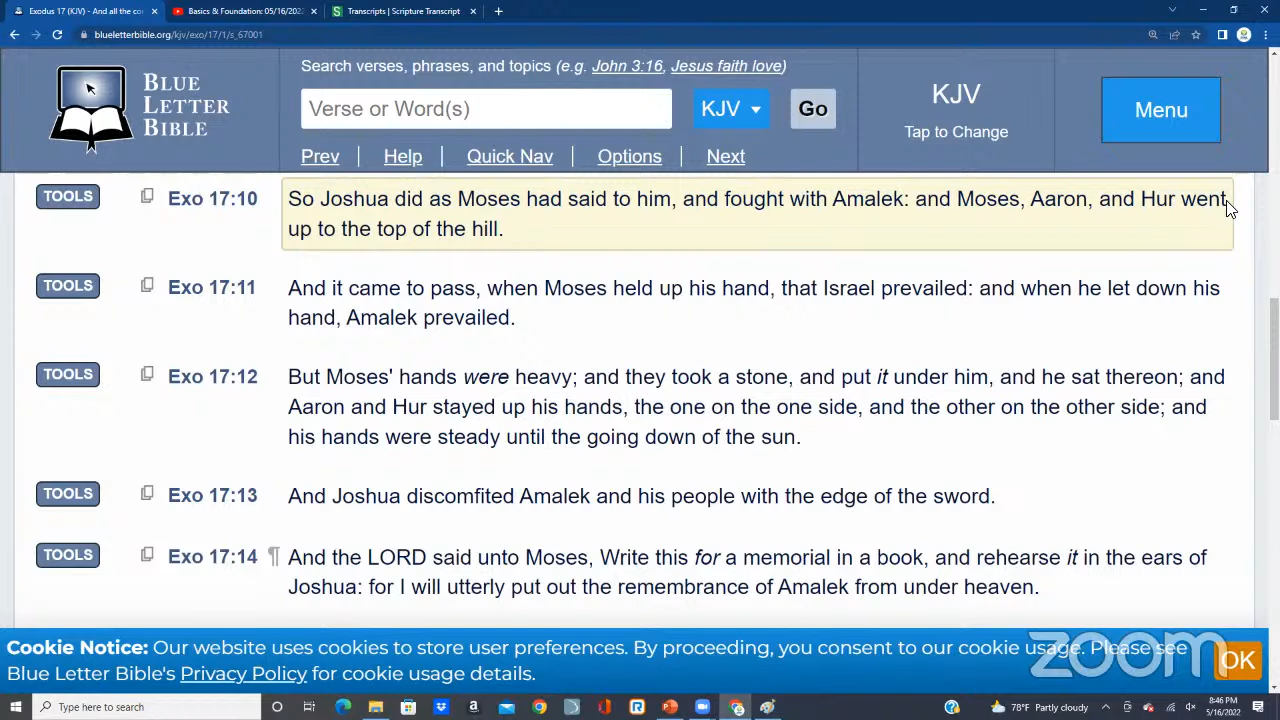 Exodus 17 (KJV) - And all the co
Basics & Foundation: 05/16/2022
Transcripts | Scripture Transcript
blueletterbible.org/kjv/exo/17/1/s_67001
BLUE
LETTER
BIBLE
Search verses, phrases, and topics (e.g. John 3:16, Jesus faith love)
Verse or Word(s)
KJV
Go
Prev
Help
Quick Nav
Options
Next
KJV
Tap to Change
Menu
TOOLS Exo 17:10 So Joshua did as Moses had said to him, and fought with Amalek: and Moses, Aaron, and Hur went
up to the top of the hill.
TOOLS Exo 17:11 And it came to pass, when Moses held up his hand, that Israel prevailed: and when he let down his
hand, Amalek prevailed.
TOOLS Exo 17:12 But Moses' hands were heavy; and they took a stone, and put it under him, and he sat thereon; and
Aaron and Hur stayed up his hands, the one on the one side, and the other on the other side; and
his hands were steady until the going down of the sun.
TOOLS Exo 17:13 And Joshua discomfited Amalek and his people with the edge of the sword.
TOOLS Exo 17:14 ¶ And the LORD said unto Moses, Write this for a memorial in a book, and rehearse it in the ears of
Joshua: for I will utterly put out the remembrance of Amalek from under heaven.
Cookie Notice: Our website uses cookies to store user preferences. By proceeding, you consent to our cookie usage. Please see
Blue Letter Bible's Privacy Policy for cookie usage details.
OK
zoom
Type here to search
78°F Partly cloudy
8:46 PM
5/16/2022